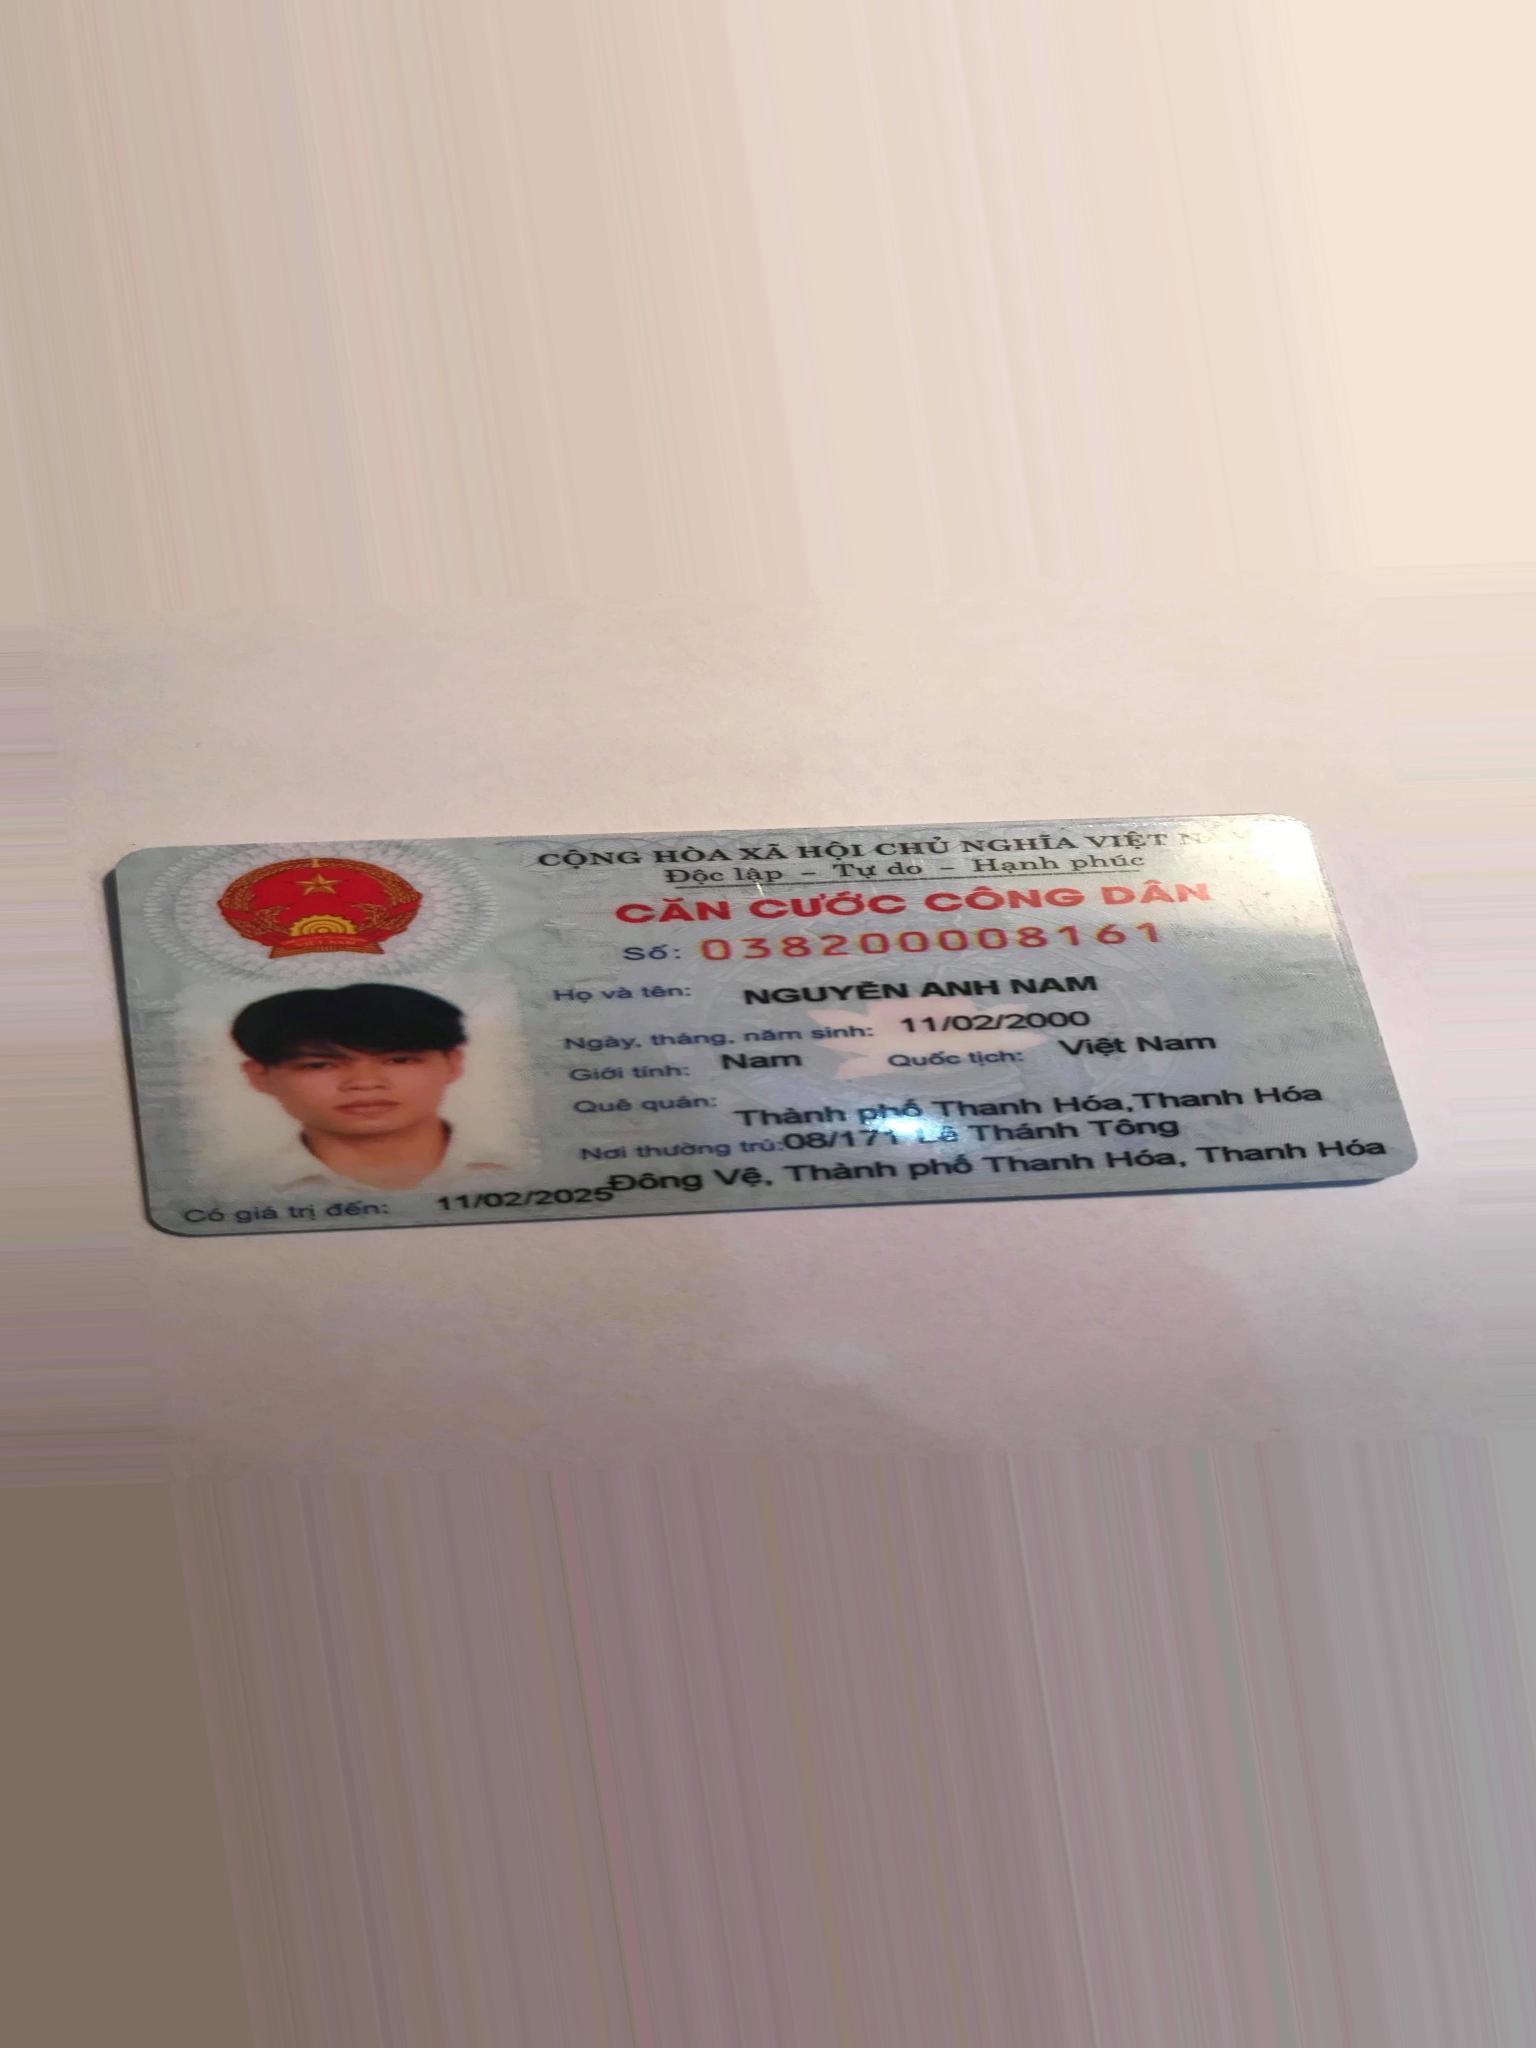 CỘNG HÒA XÃ HỘI CHỦ NGHĨA VIỆT
Độc lập – Tự do – Hạnh phúc
CĂN CƯỚC CÔNG DÂN
Số: 038200008161
Họ và tên: NGUYỄN ANH NAM
Ngày, tháng, năm sinh: 11/02/2000
Giới tính: Nam Quốc tịch: Việt Nam
Quê quán: Thành phố Thanh Hóa,Thanh Hóa
Nơi thường trú:08/171 Lê Thánh Tông
Đông Vệ, Thành phố Thanh Hóa, Thanh Hóa
Có giá trị đến: 11/02/2025
VIỆT NAM